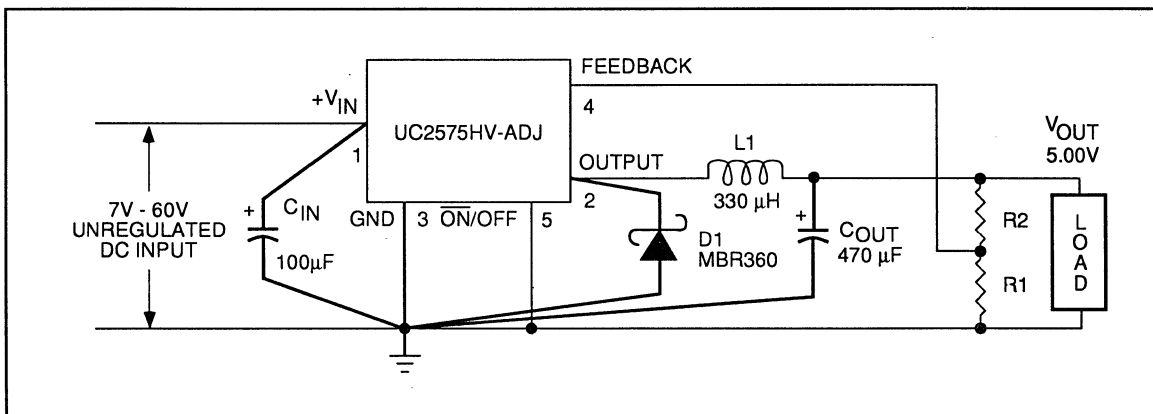 FEEDBACK
+VIN
4
UC2575HV-ADJ
VOUT
5.00V
L1
1
OUTPUT
7V - 60V
UNREGULATED
DC INPUT
+
CIN
100µF
GND
3
ON/OFF
5
2
330 µH
+
COUT
470 µF
D1
MBR360
R2
R1
LOAD